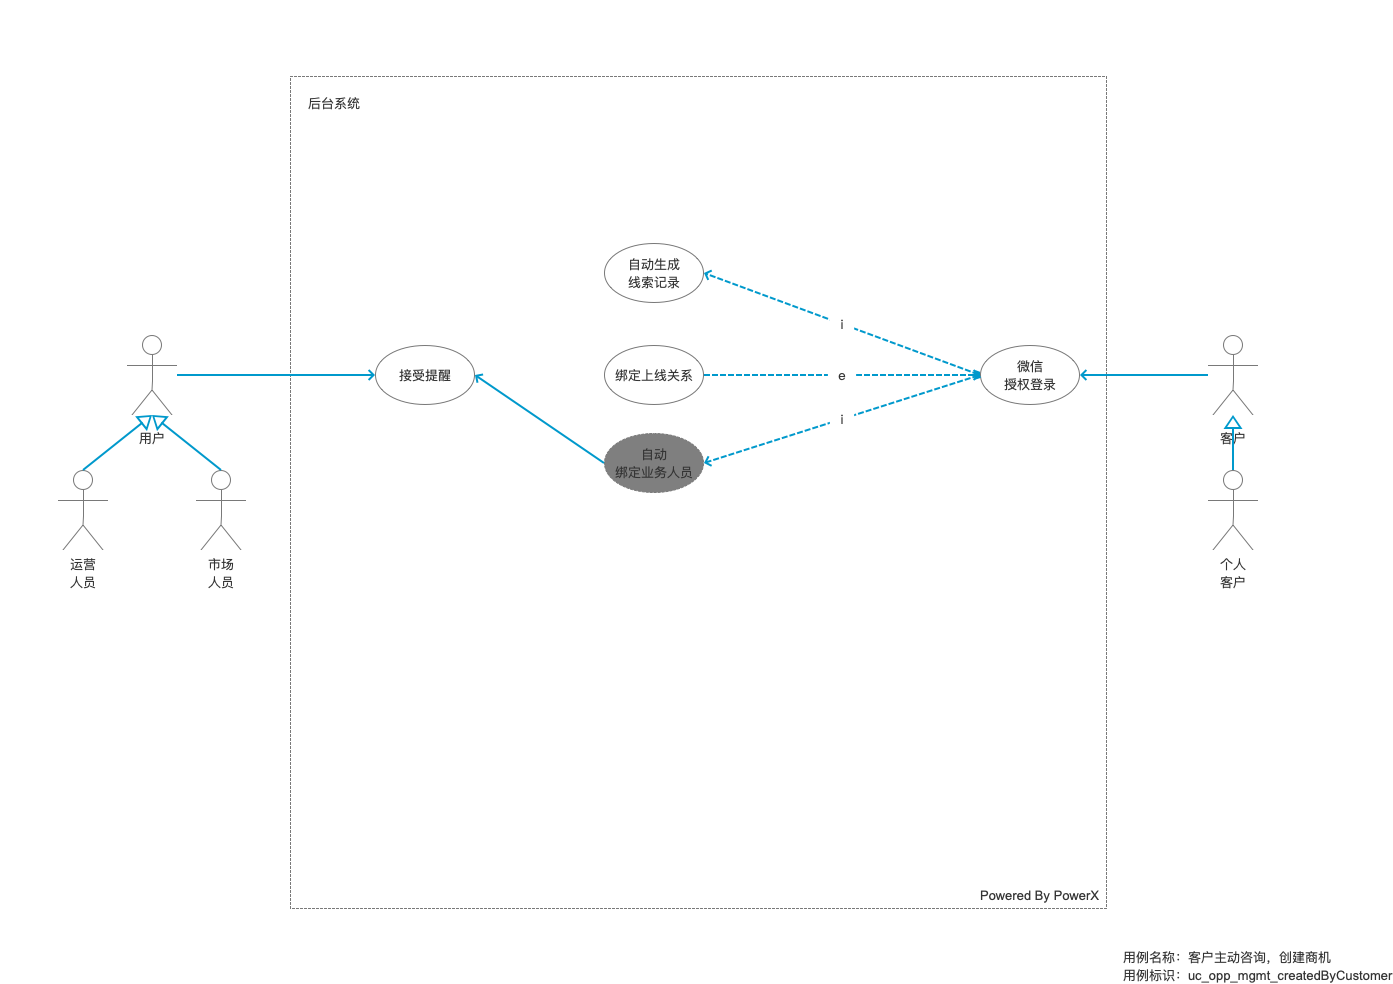 后台系统
自动生成
线索记录
i
接受提醒
绑定上线关系
e
微信
授权登录
i
自动
绑定业务人员
用户
客户
运营
人员
市场
人员
个人
客户
Powered By PowerX
用例名称：客户主动咨询，创建商机
用例标识：uc_opp_mgmt_createdByCustomer